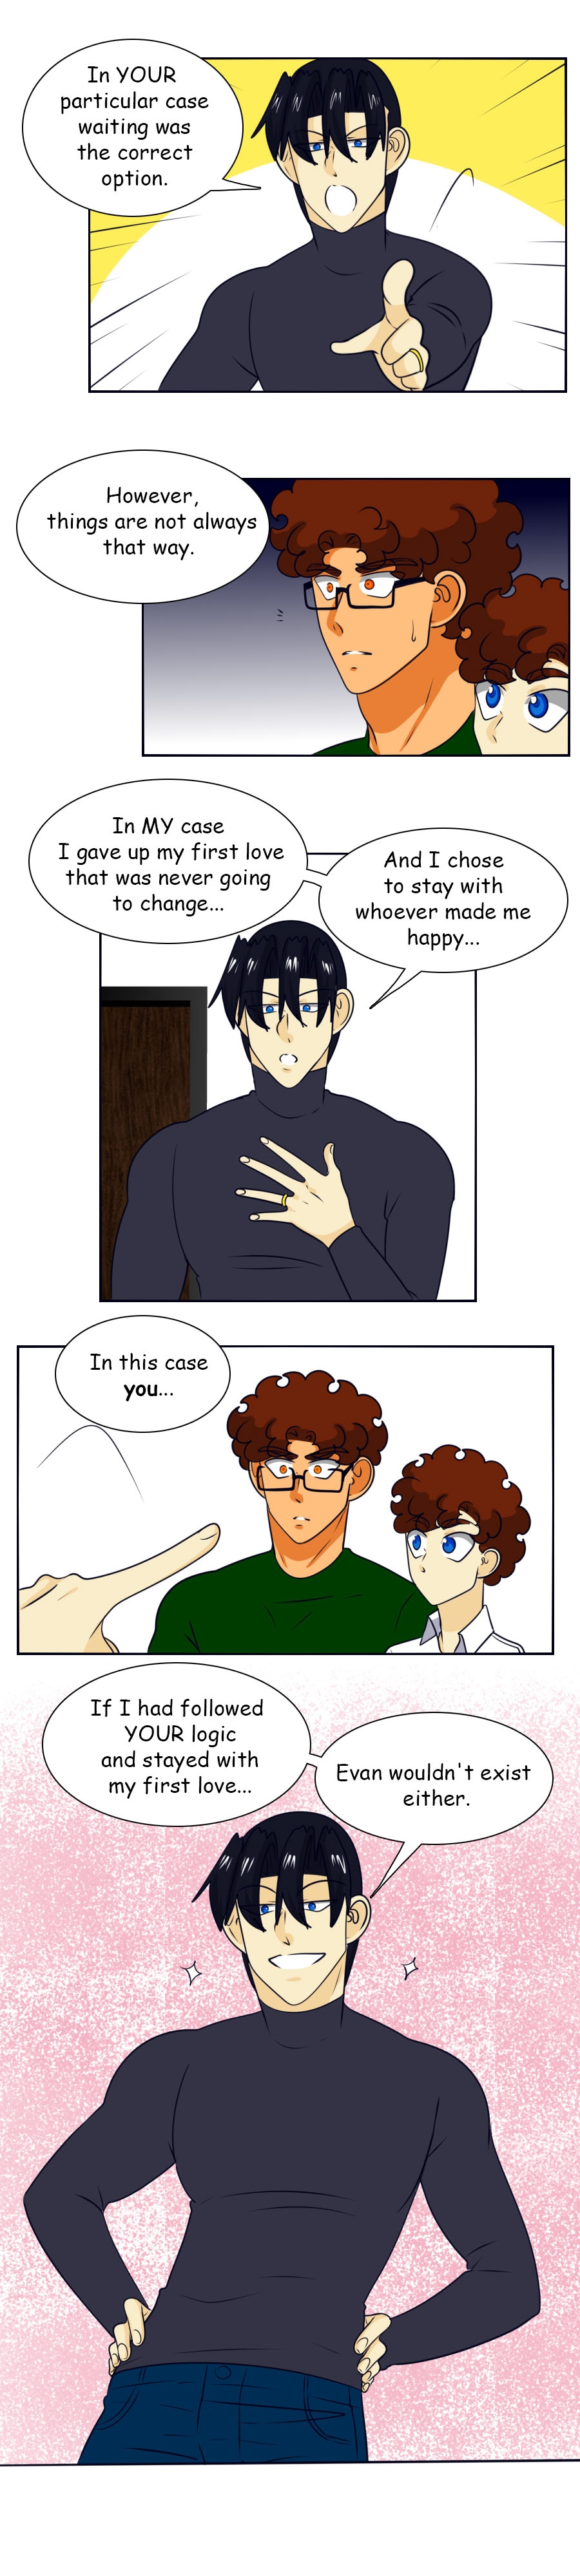 In YOUR
particular case
waiting was
the correct
option.
However,
things are not always
that way.
In MY case
I gave up my first love
that was never going
to change...
And I chose
to stay with
whoever made me
happy...
In this case
you...
If I had followed
YOUR logic
and stayed with
my first love...
Evan wouldn't exist
either.